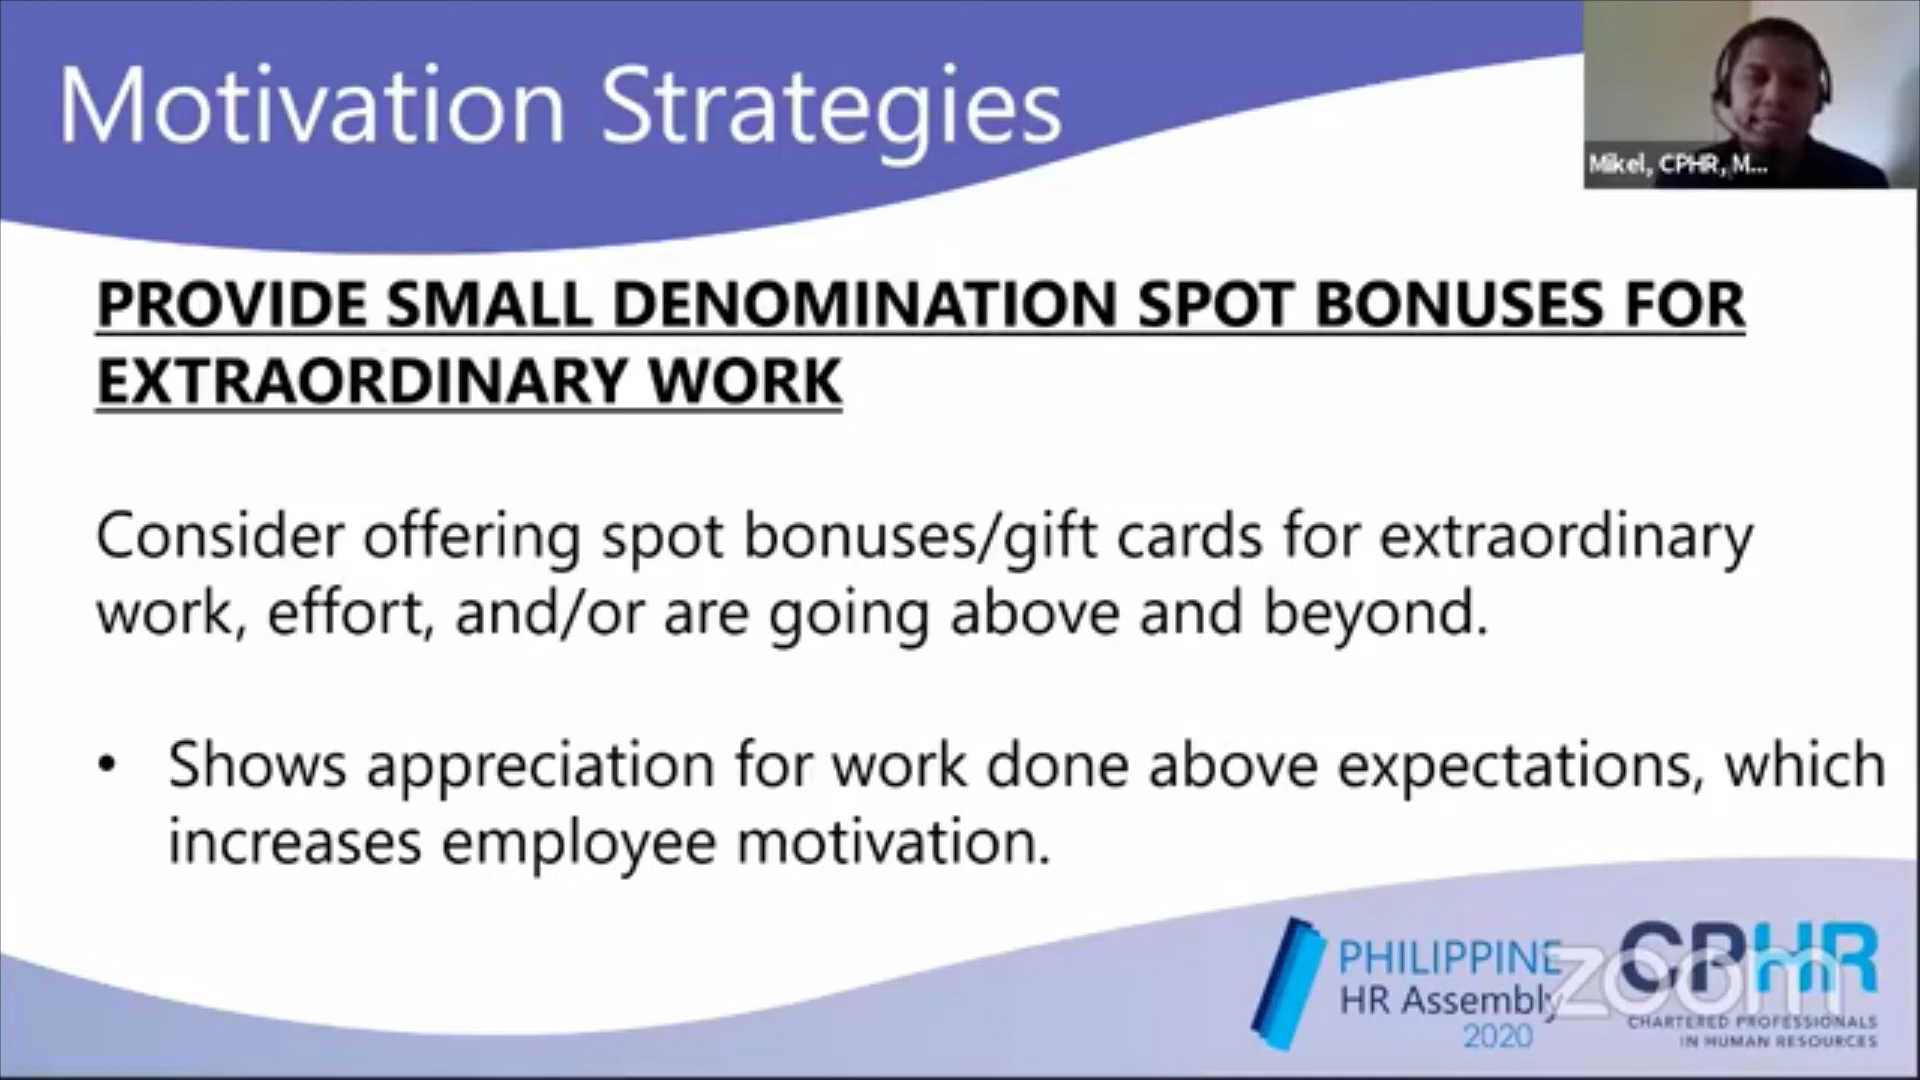 Motivation Strategies
Mikel, CPHR, M...
PROVIDE SMALL DENOMINATION SPOT BONUSES FOR
EXTRAORDINARY WORK
Consider offering spot bonuses/gift cards for extraordinary
work, effort, and/or are going above and beyond.
• Shows appreciation for work done above expectations, which
increases employee motivation.
PHILIPPINE
HR Assembly
2020
zoom
CPHR
CHARTERED PROFESSIONALS
IN HUMAN RESOURCES